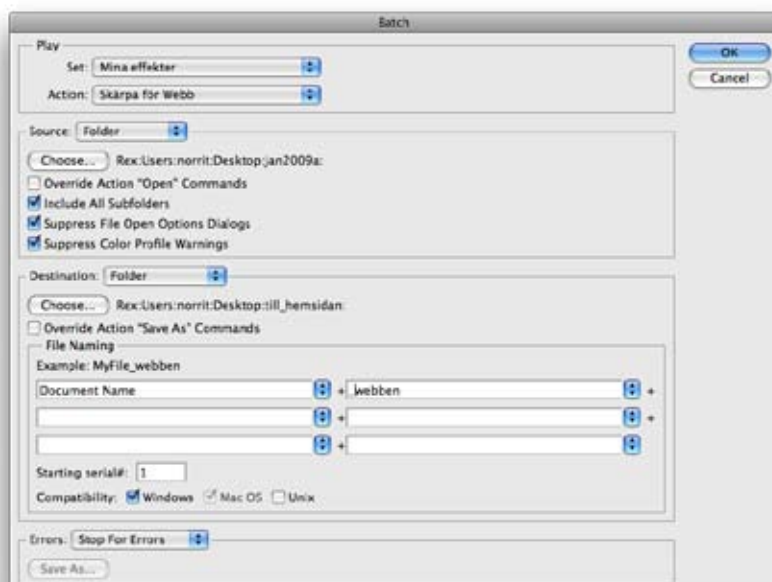 Batch
Play
Set: Mina effekter
Action: Skärpa för Webb
OK
Cancel
Source: Folder
Choose... Rex:Users:norrit:Desktop:jan2009a:
Override Action "Open" Commands
Include All Subfolders
Suppress File Open Options Dialogs
Suppress Color Profile Warnings
Destination: Folder
Choose... Rex:Users:norrit:Desktop:till_hemsidan:
Override Action "Save As" Commands
File Naming
Example: MyFile_webben
Document Name + _webben +
+ +
+
Starting serial#: 1
Compatibility: Windows Mac OS Unix
Errors: Stop For Errors
Save As...